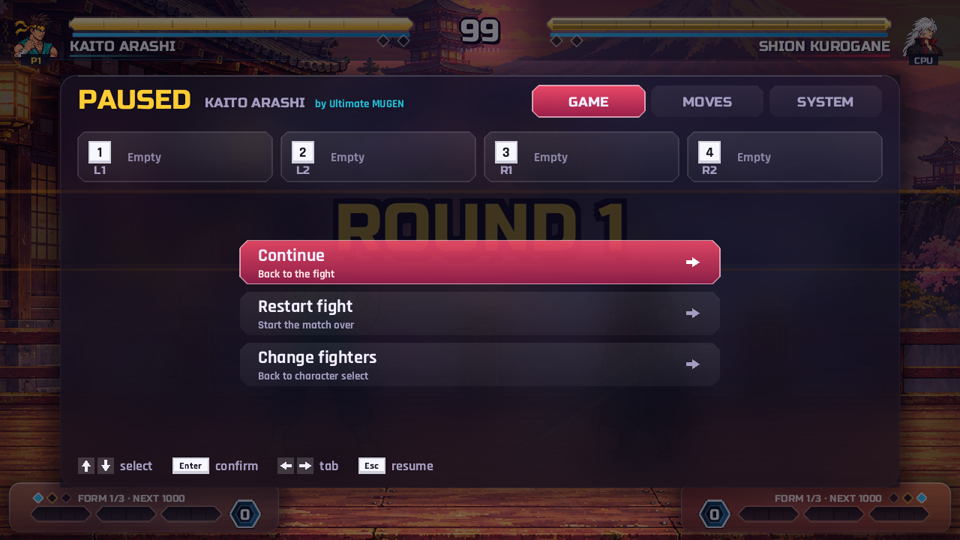 99
KAITO ARASHI
SHION KUROGANE
P1
CPU
PAUSED KAITO ARASHI by Ultimate MUGEN
GAME MOVES SYSTEM
1 Empty
L1
2 Empty
L2
3 Empty
R1
4 Empty
R2
ROUND 1
Continue
Back to the fight
Restart fight
Start the match over
Change fighters
Back to character select
select Enter confirm tab Esc resume
FORM 1/3 · NEXT 1000
0
FORM 1/3 · NEXT 1000
0